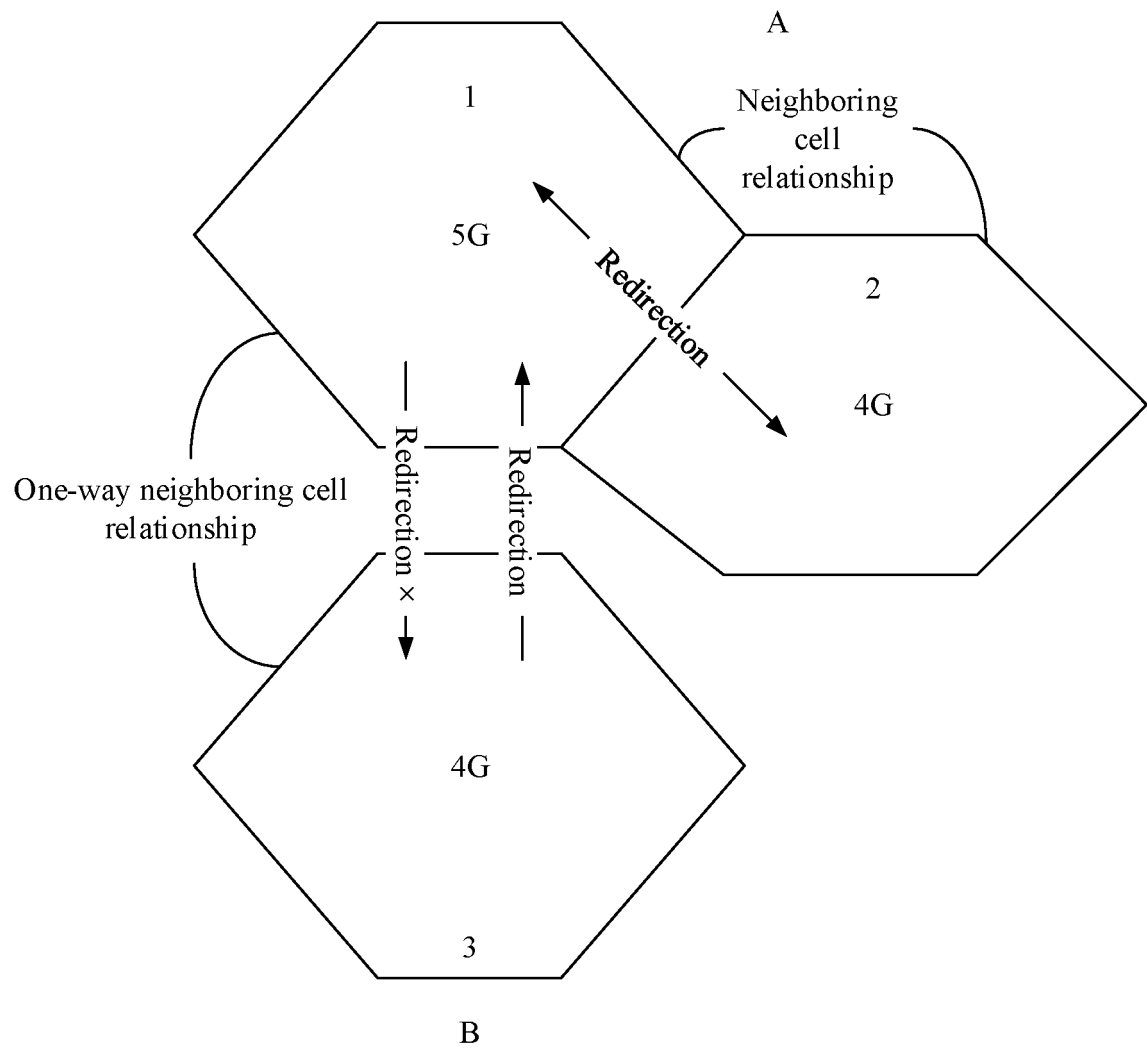 A
1
Neighboring
cell
relationship
5G
Redirection
2
4G
One-way neighboring cell
relationship
Redirection ×
Redirection
4G
3
B